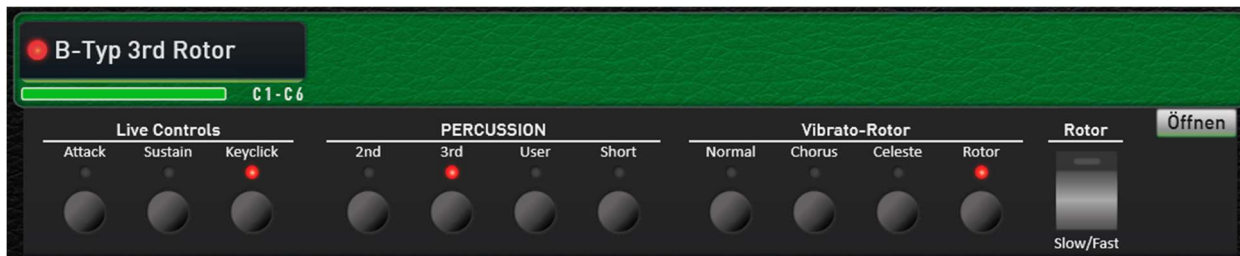 B-Typ 3rd Rotor
C1-C6
Öffnen
Live Controls PERCUSSION Vibrato-Rotor Rotor
Attack Sustain Keyclick 2nd 3rd User Short Normal Chorus Celeste Rotor
Slow/Fast